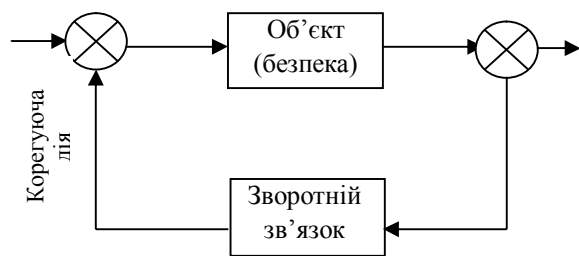 Об’єкт
(безпека)
Корегуюча
дія
Зворотній
зв’язок